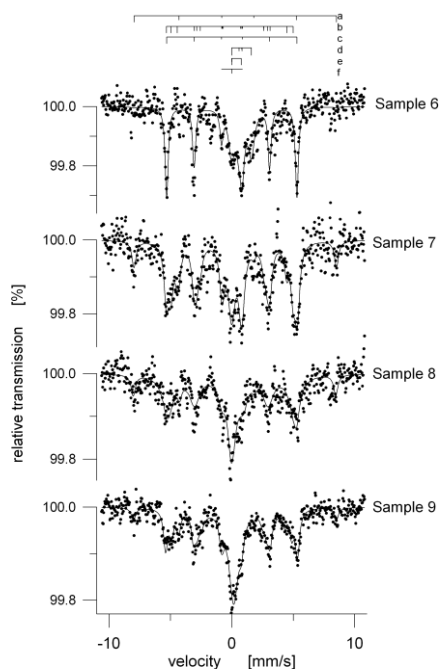 a
b
c
d
e
f
100.0
Sample 6
99.8
100.0
Sample 7
99.8
100.0
Sample 8
99.8
100.0
Sample 9
99.8
relative transmission [%]
-10 0 10
velocity [mm/s]